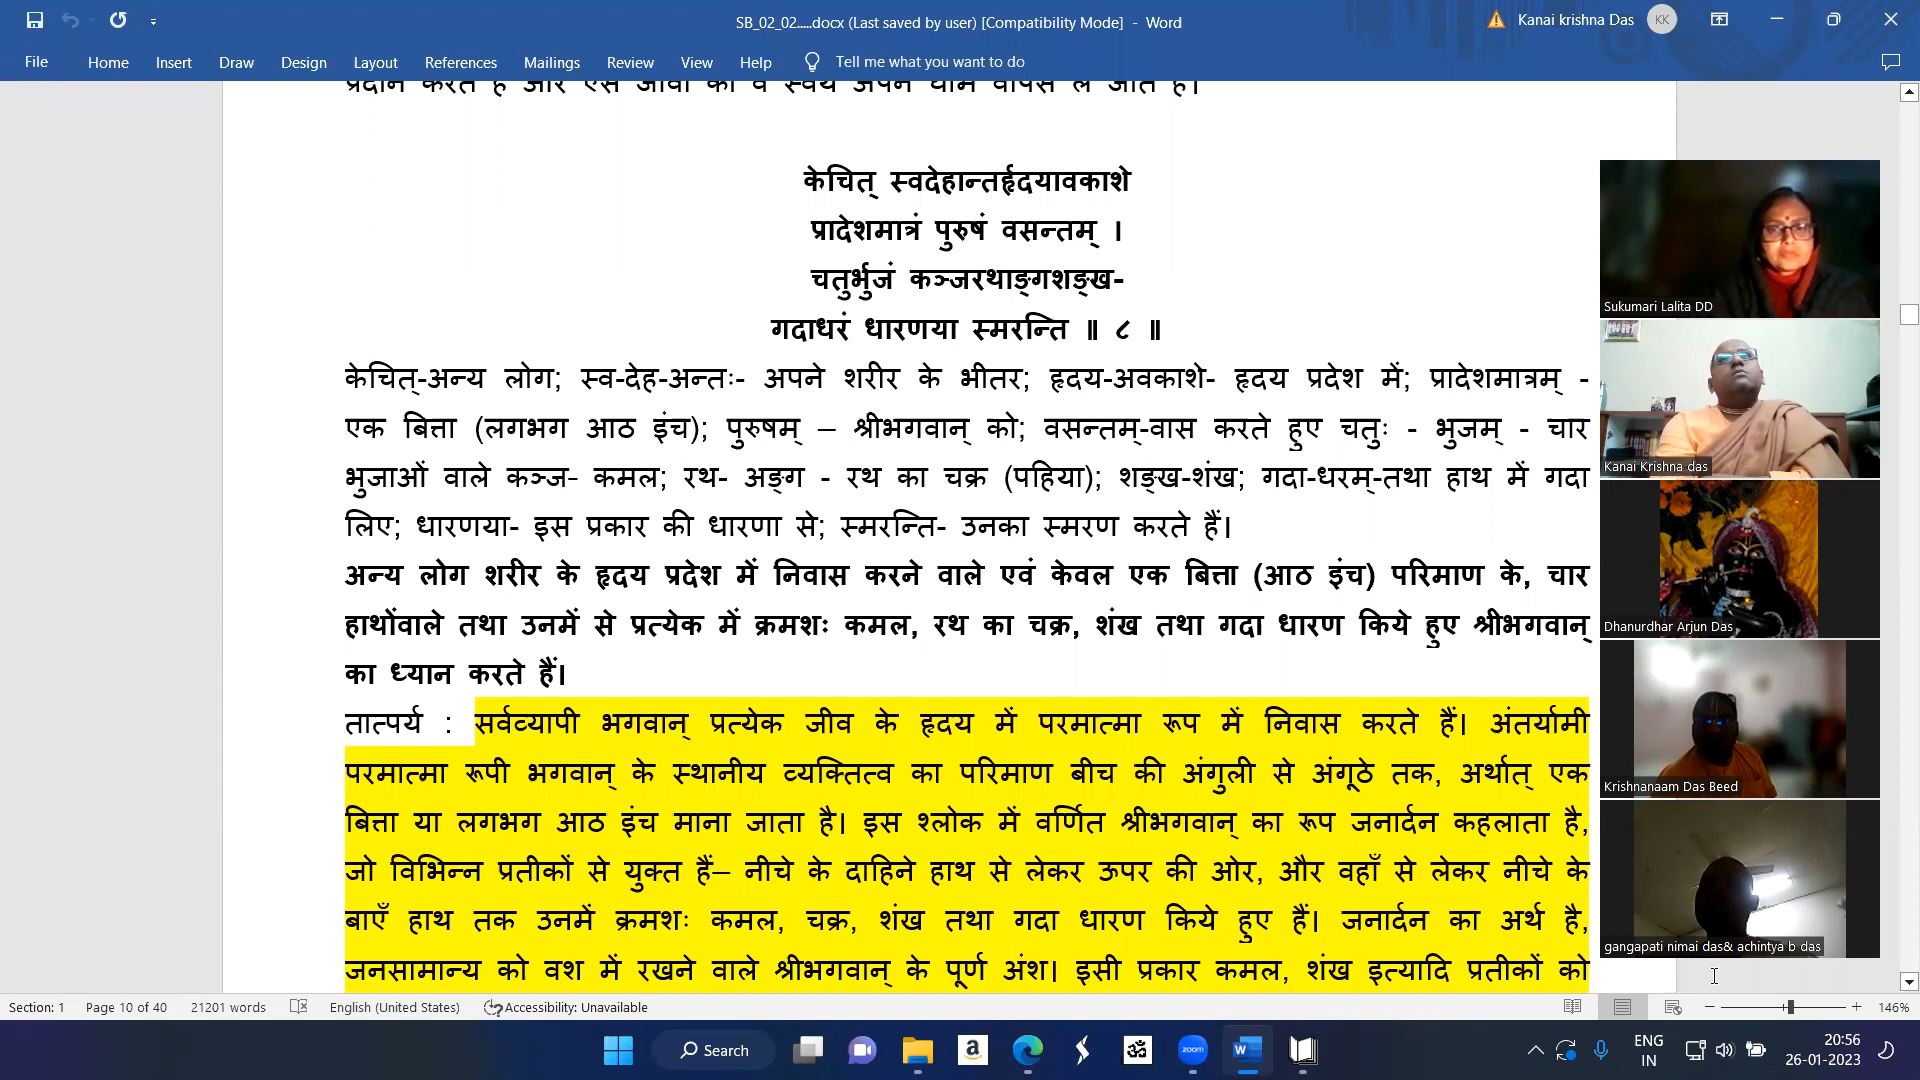 SB_02_02.....docx (Last saved by user) [Compatibility Mode] - Word
Kanai krishna Das
KK
File Home Insert Draw Design Layout References Mailings Review View Help Tell me what you want to do
प्रदान करते हैं और ऐसे जीवों को वे स्वयं अपने धाम वापस ले जाते हैं।
केचित् स्वदेहान्तर्हृदयावकाशे
प्रादेशमात्रं पुरुषं वसन्तम् ।
चतुर्भुजं कञ्जरथाङ्गशङ्ख-
गदाधरं धारणया स्मरन्ति ॥ ८ ॥
केचित्-अन्य लोग; स्व-देह-अन्तः- अपने शरीर के भीतर; हृदय-अवकाशे- हृदय प्रदेश में; प्रादेशमात्रम् -
एक बित्ता (लगभग आठ इंच); पुरुषम् – श्रीभगवान् को; वसन्तम्-वास करते हुए चतुः - भुजम् - चार
भुजाओं वाले कञ्ज- कमल; रथ- अङ्ग - रथ का चक्र (पहिया); शङ्ख-शंख; गदा-धरम्-तथा हाथ में गदा
लिए; धारणया- इस प्रकार की धारणा से; स्मरन्ति- उनका स्मरण करते हैं।
अन्य लोग शरीर के हृदय प्रदेश में निवास करने वाले एवं केवल एक बित्ता (आठ इंच) परिमाण के, चार
हाथोंवाले तथा उनमें से प्रत्येक में क्रमशः कमल, रथ का चक्र, शंख तथा गदा धारण किये हुए श्रीभगवान्
का ध्यान करते हैं।
तात्पर्य : सर्वव्यापी भगवान् प्रत्येक जीव के हृदय में परमात्मा रूप में निवास करते हैं। अंतर्यामी
परमात्मा रूपी भगवान् के स्थानीय व्यक्तित्व का परिमाण बीच की अंगुली से अंगूठे तक, अर्थात् एक
बित्ता या लगभग आठ इंच माना जाता है। इस श्लोक में वर्णित श्रीभगवान् का रूप जनार्दन कहलाता है,
जो विभिन्न प्रतीकों से युक्त हैं– नीचे के दाहिने हाथ से लेकर ऊपर की ओर, और वहाँ से लेकर नीचे के
बाएँ हाथ तक उनमें क्रमशः कमल, चक्र, शंख तथा गदा धारण किये हुए हैं। जनार्दन का अर्थ है,
जनसामान्य को वश में रखने वाले श्रीभगवान् के पूर्ण अंश। इसी प्रकार कमल, शंख इत्यादि प्रतीकों को
Sukumari Lalita DD
Kanai Krishna das
Dhanurdhar Arjun Das
Krishnanaam Das Beed
gangapati nimai das& achintya b das
Section: 1 Page 10 of 40 21201 words English (United States) Accessibility: Unavailable 146%
Search
a
ॐ
zoom
W
ENG
IN
20:56
26-01-2023